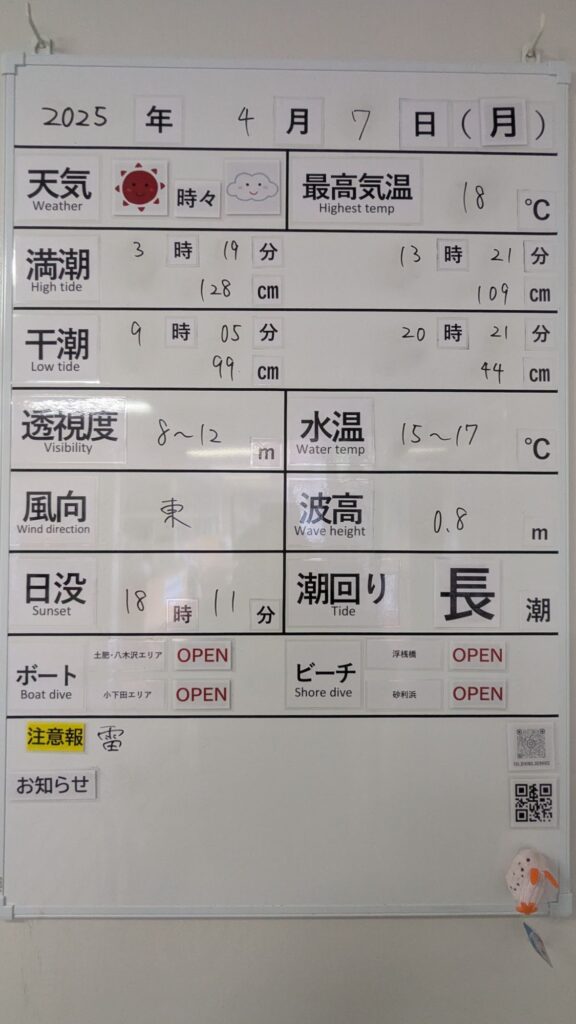 2025 年 4 月 7 日 (月)
天気 時々 最高気温 18 ℃
Weather Highest temp
満潮 3 時 19 分 13 時 21 分
High tide 128 cm 109 cm
干潮 9 時 05 分 20 時 21 分
Low tide 99 cm 44 cm
透視度 8〜12 m 水温 15〜17 ℃
Visibility Water temp
風向 東 波高 0.8 m
Wind direction Wave height
日没 18 時 11 分 潮回り 長 潮
Sunset Tide
ボート 土肥・八木沢エリア OPEN ビーチ 浮桟橋 OPEN
Boat dive 小下田エリア OPEN Shore dive 砂利浜 OPEN
注意報 雷
お知らせ